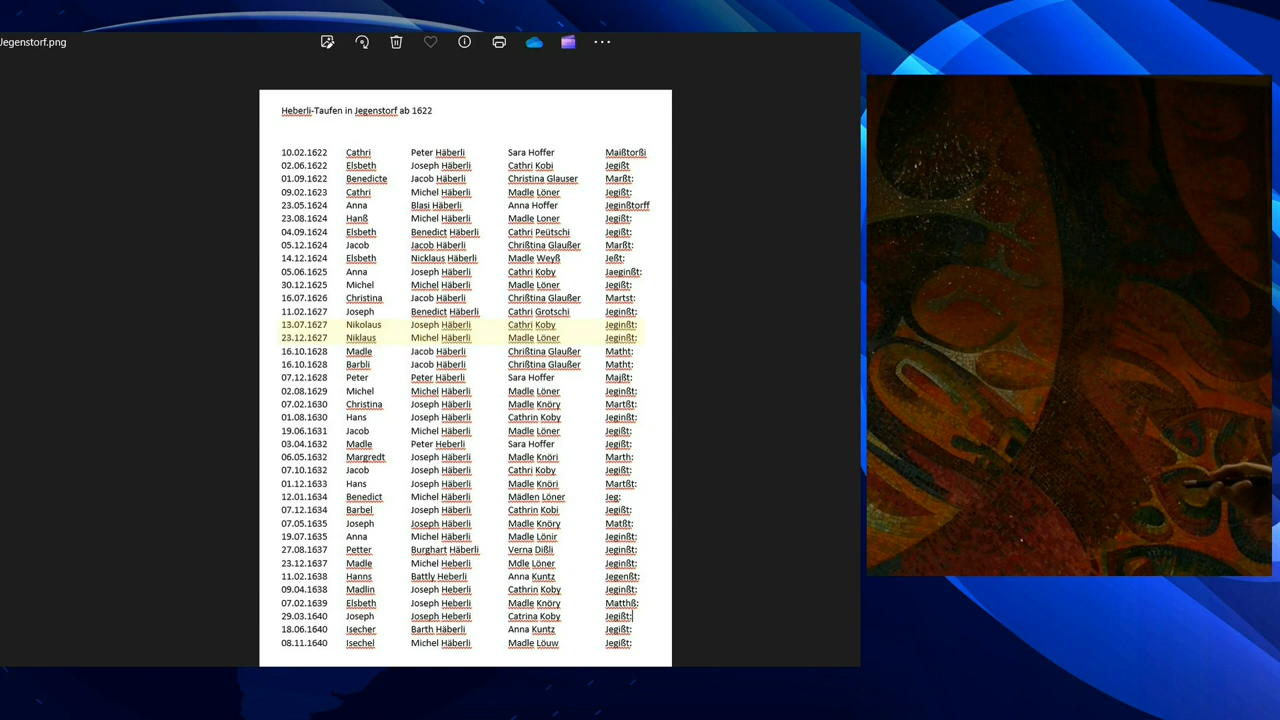 Jegenstorf.png
Heberli-Taufen in Jegenstorf ab 1622
10.02.1622 Cathri Peter Häberli Sara Hoffer Maißtorßi
02.06.1622 Elsbeth Joseph Häberli Cathri Kobi Jegißt
01.09.1622 Benedicte Jacob Häberli Christina Glauser Marßt:
09.02.1623 Cathri Michel Häberli Madle Löner Jegißt:
23.05.1624 Anna Blasi Häberli Anna Hoffer Jeginßtorff
23.08.1624 Hanß Michel Häberli Madle Loner Jegißt:
04.09.1624 Elsbeth Benedict Häberli Cathri Peütschi Jegißt:
05.12.1624 Jacob Jacob Häberli Chrißtina Glaußer Marßt:
14.12.1624 Elsbeth Nicklaus Häberli Madle Weyß Jeßt:
05.06.1625 Anna Joseph Häberli Cathri Koby Jaeginßt:
30.12.1625 Michel Michel Häberli Madle Löner Jegißt:
16.07.1626 Christina Jacob Häberli Chrißtina Glaußer Martst:
11.02.1627 Joseph Benedict Häberli Cathri Grotschi Jeginßt:
13.07.1627 Nikolaus Joseph Häberli Cathri Koby Jeginßt:
23.12.1627 Niklaus Michel Häberli Madle Löner Jeginßt:
16.10.1628 Madle Jacob Häberli Chrißtina Glaußer Matht:
16.10.1628 Barbli Jacob Häberli Chrißtina Glaußer Matht:
07.12.1628 Peter Peter Häberli Sara Hoffer Majßt:
02.08.1629 Michel Michel Häberli Madle Löner Jeginßt:
07.02.1630 Christina Joseph Häberli Madle Knöry Martßt:
01.08.1630 Hans Joseph Häberli Cathrin Koby Jeginßt:
19.06.1631 Jacob Michel Häberli Madle Löner Jegißt:
03.04.1632 Madle Peter Heberli Sara Hoffer Jegißt:
06.05.1632 Margredt Joseph Häberli Madle Knöri Marth:
07.10.1632 Jacob Joseph Häberli Cathri Koby Jegißt:
01.12.1633 Hans Joseph Häberli Madle Knöri Martßt:
12.01.1634 Benedict Michel Häberli Mädlen Löner Jeg:
07.12.1634 Barbel Joseph Häberli Cathrin Kobi Jegißt:
07.05.1635 Joseph Joseph Häberli Madle Knöry Matßt:
19.07.1635 Anna Michel Häberli Madle Lönir Jeginßt:
27.08.1637 Petter Burghart Häberli Verna Dißli Jeginßt:
23.12.1637 Madle Michel Heberli Mdle Löner Jeginßt:
11.02.1638 Hanns Battly Heberli Anna Kuntz Jegenßt:
09.04.1638 Madlin Joseph Heberli Cathrin Koby Jeginßt:
07.02.1639 Elsbeth Joseph Heberli Madle Knöry Matthß:
29.03.1640 Joseph Joseph Heberli Catrina Koby Jegißt:
18.06.1640 Isecher Barth Häberli Anna Kuntz Jegißt:
08.11.1640 Isechel Michel Häberli Madle Löuw Jegißt: